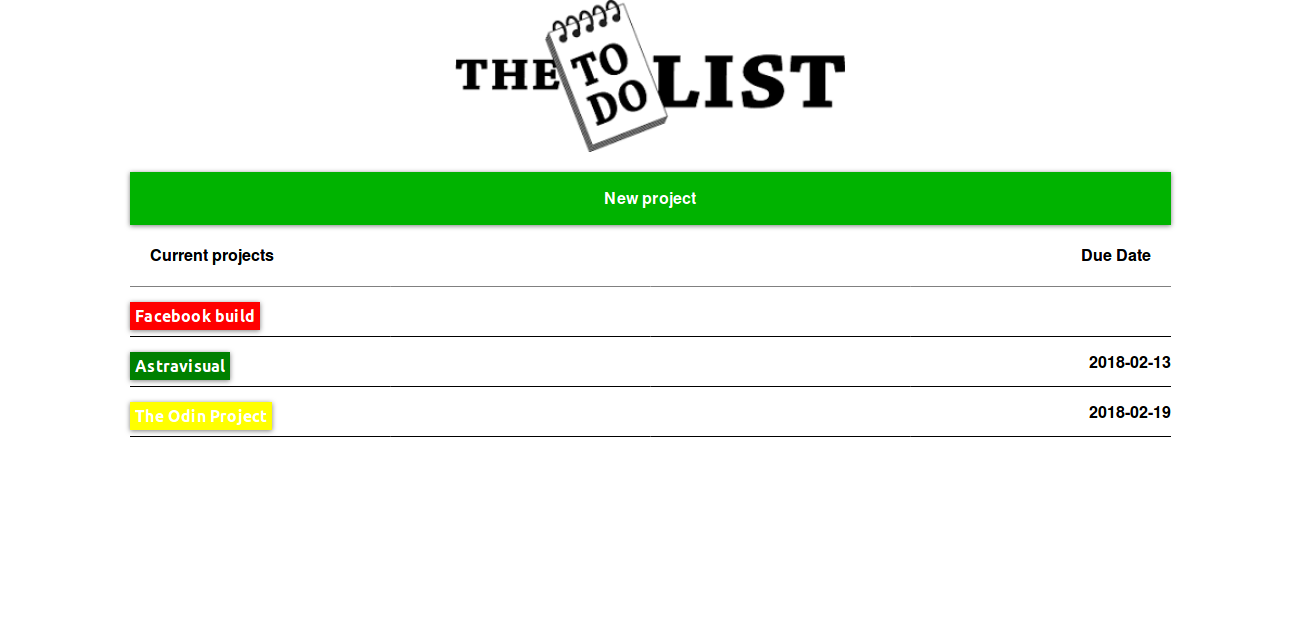 THE TO DO LIST
New project
Current projects Due Date
Facebook build
Astravisual 2018-02-13
The Odin Project 2018-02-19